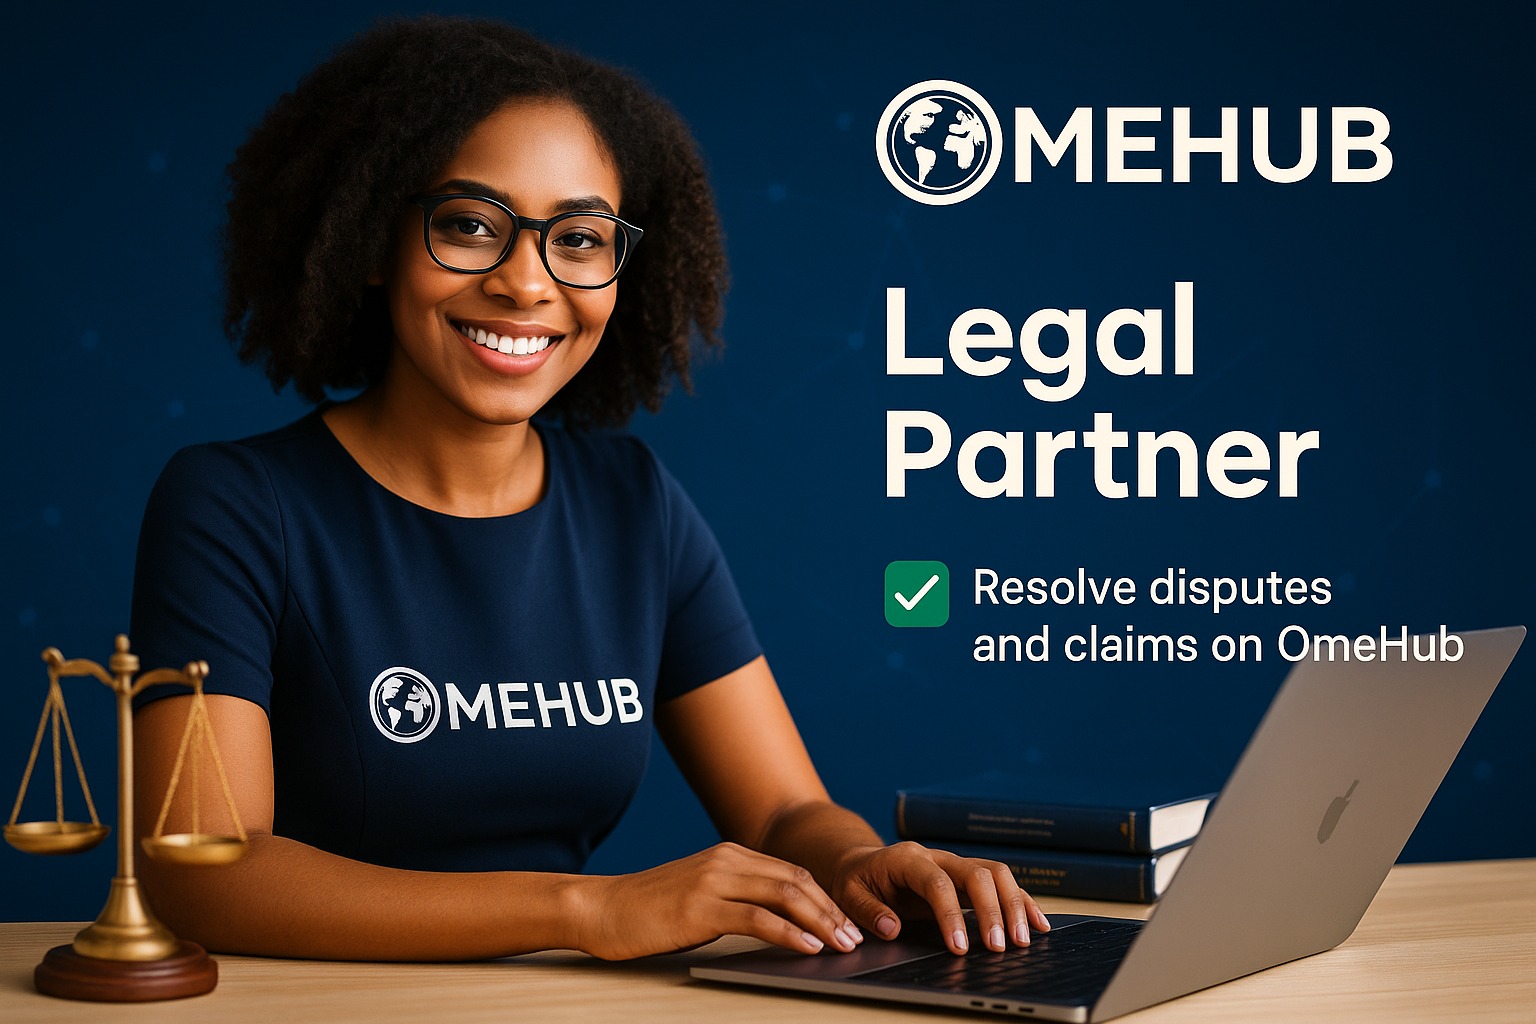 OMEHUB
Legal
Partner
Resolve disputes
and claims on OmeHub
OMEHUB